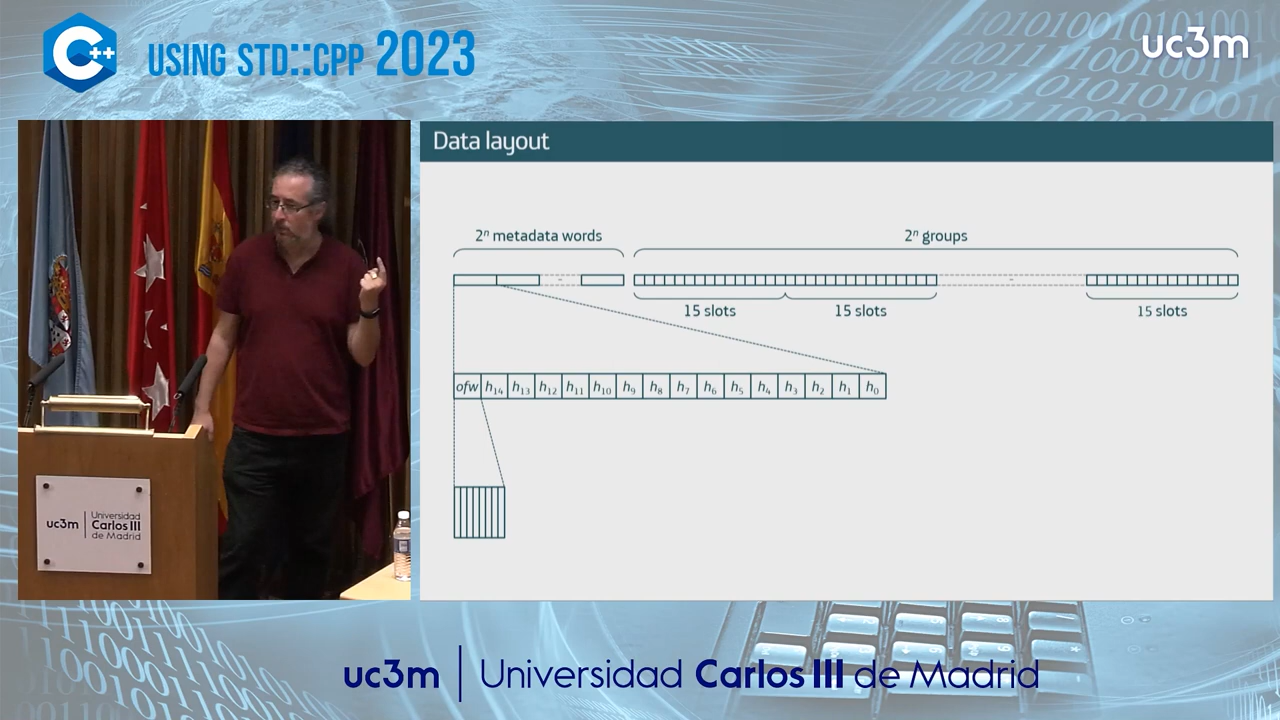 C++ USING STD::CPP 2023
uc3m
Data layout
2ⁿ metadata words
2ⁿ groups
15 slots
15 slots
15 slots
ofw h₁₄ h₁₃ h₁₂ h₁₁ h₁₀ h₉ h₈ h₇ h₆ h₅ h₄ h₃ h₂ h₁ h₀
uc3m
Universidad
Carlos III
de Madrid
uc3m | Universidad Carlos III de Madrid